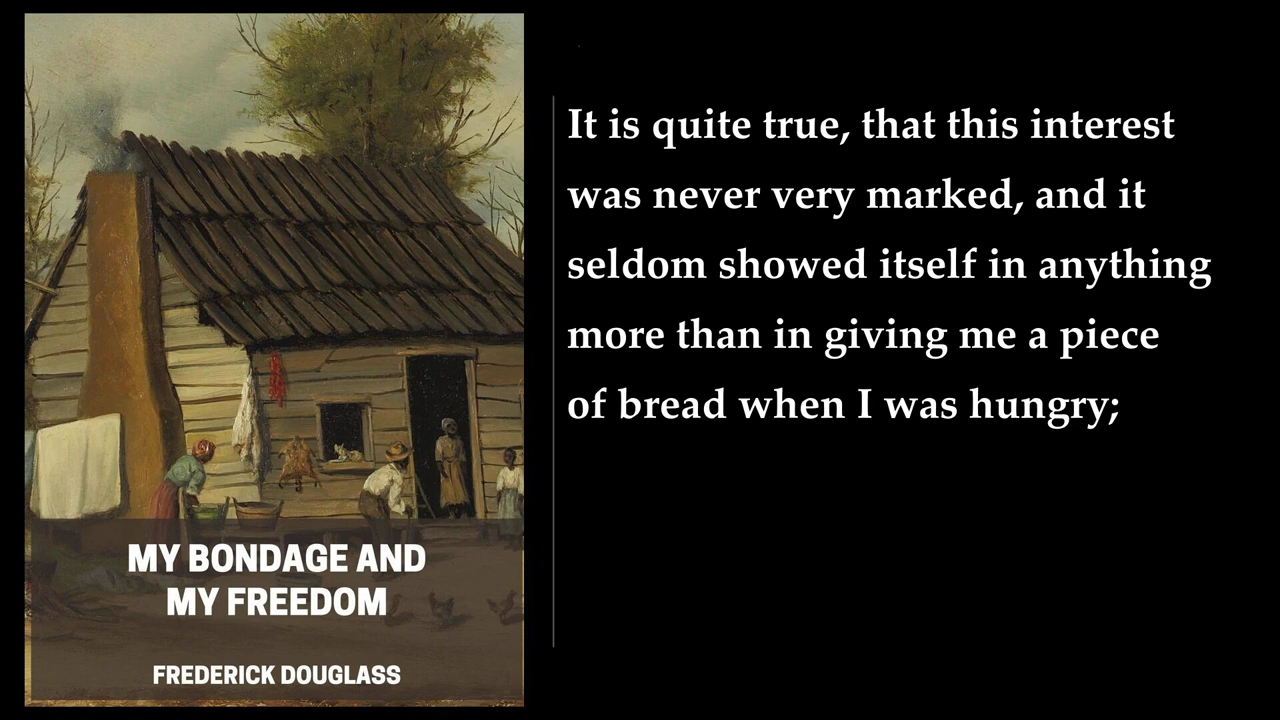 It is quite true, that this interest
was never very marked, and it
seldom showed itself in anything
more than in giving me a piece
of bread when I was hungry;
MY BONDAGE AND
MY FREEDOM
FREDERICK DOUGLASS